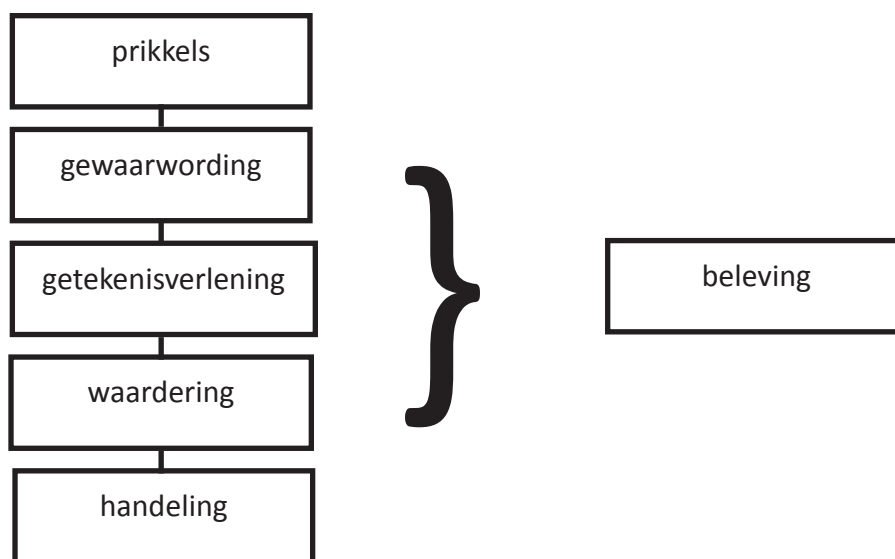 prikkels
gewaarwording
getekenisverlening
waardering
handeling
beleving